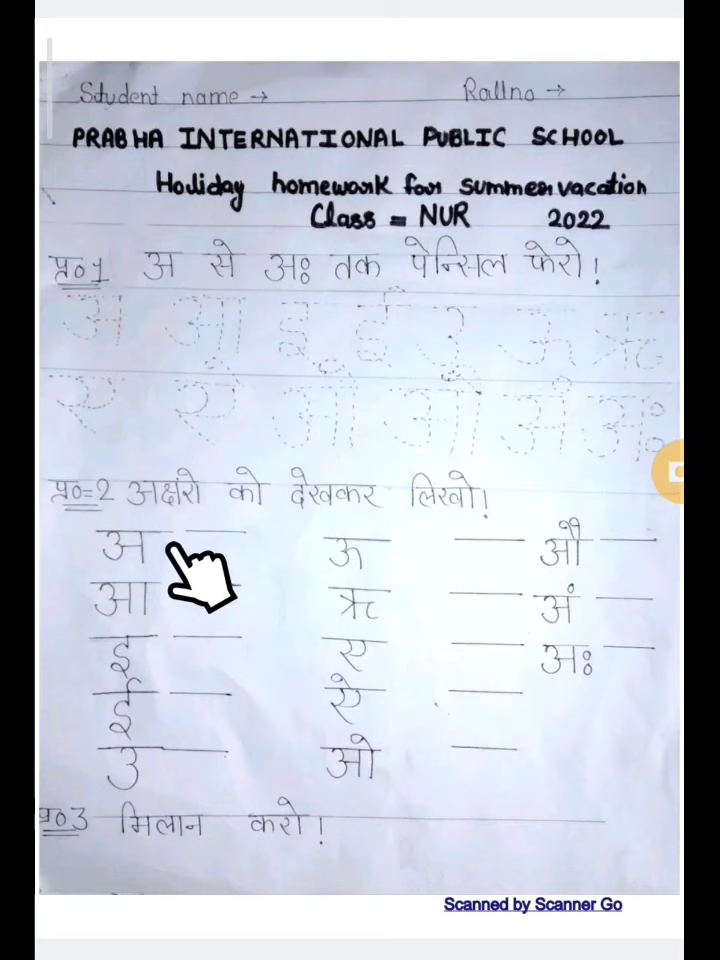 Student name → Rollno →
PRABHA INTERNATIONAL PUBLIC SCHOOL
Holiday homework for summer vacation
Class = NUR 2022
प्र०1 अ से अः तक पेन्सिल फेरो!
अ आ इ ई उ ऊ ऋ
ए ऐ ओ औ अं अः
प्र०=2 अक्षरो को देखकर लिखो!
अ ऊ औ
आ ऋ अं
इ ए अः
ई ऐ
उ ओ
प्र०3 मिलान करो!
Scanned by Scanner Go